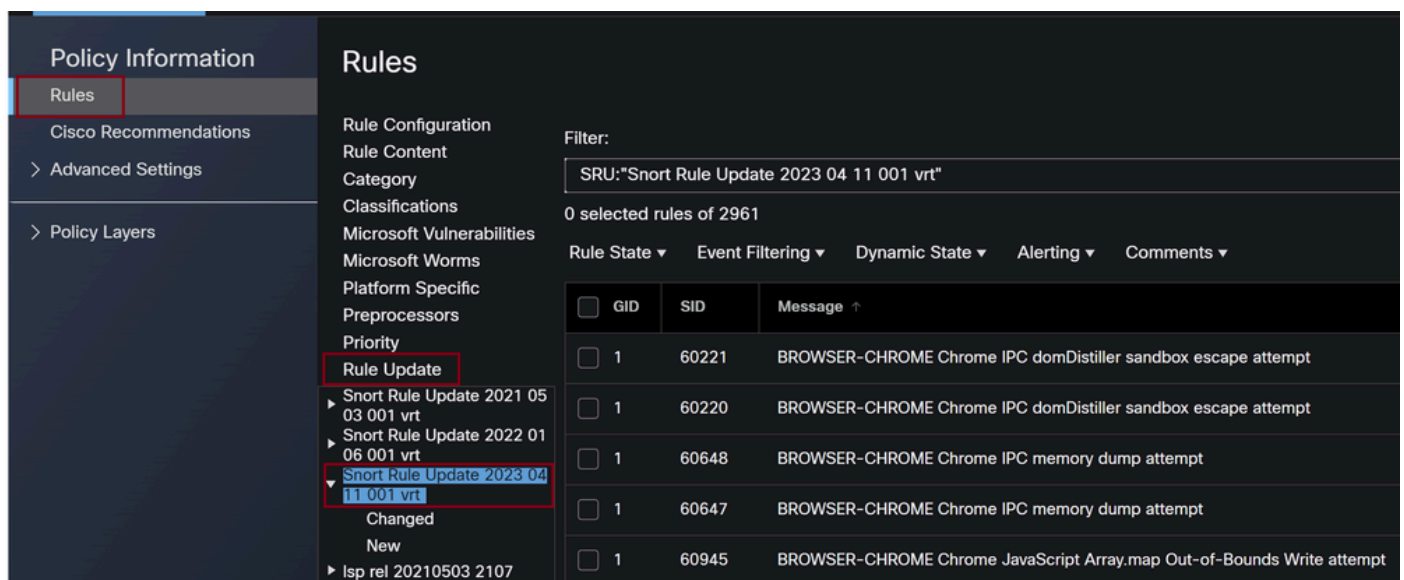 Policy Information
Rules
Cisco Recommendations
Advanced Settings
Policy Layers
Rules
Rule Configuration
Rule Content
Category
Classifications
Microsoft Vulnerabilities
Microsoft Worms
Platform Specific
Preprocessors
Priority
Rule Update
Snort Rule Update 2021 05
03 001 vrt
Snort Rule Update 2022 01
06 001 vrt
Snort Rule Update 2023 04
11 001 vrt
Changed
New
lsp rel 20210503 2107
Filter:
SRU:"Snort Rule Update 2023 04 11 001 vrt"
0 selected rules of 2961
Rule State ▾ Event Filtering ▾ Dynamic State ▾ Alerting ▾ Comments ▾
GID SID Message ↑
1 60221 BROWSER-CHROME Chrome IPC domDistiller sandbox escape attempt
1 60220 BROWSER-CHROME Chrome IPC domDistiller sandbox escape attempt
1 60648 BROWSER-CHROME Chrome IPC memory dump attempt
1 60647 BROWSER-CHROME Chrome IPC memory dump attempt
1 60945 BROWSER-CHROME Chrome JavaScript Array.map Out-of-Bounds Write attempt